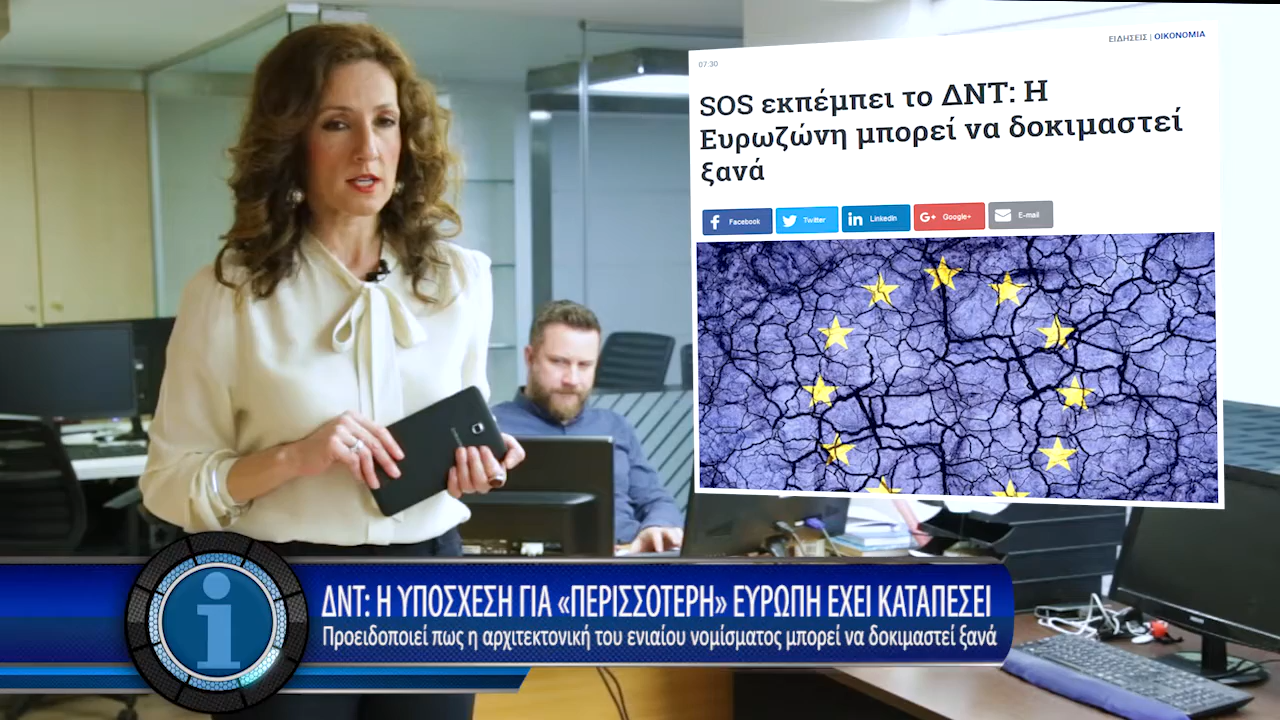 ΕΙΔΗΣΕΙΣ | ΟΙΚΟΝΟΜΙΑ
07:30
SOS εκπέμπει το ΔΝΤ: Η
Ευρωζώνη μπορεί να δοκιμαστεί
ξανά
Facebook
Twitter
LinkedIn
Google+
E-mail
ΔΝΤ: Η ΥΠΟΣΧΕΣΗ ΓΙΑ «ΠΕΡΙΣΣΟΤΕΡΗ» ΕΥΡΩΠΗ ΕΧΕΙ ΚΑΤΑΠΕΣΕΙ
Προειδοποιεί πως η αρχιτεκτονική του ενιαίου νομίσματος μπορεί να δοκιμαστεί ξανά